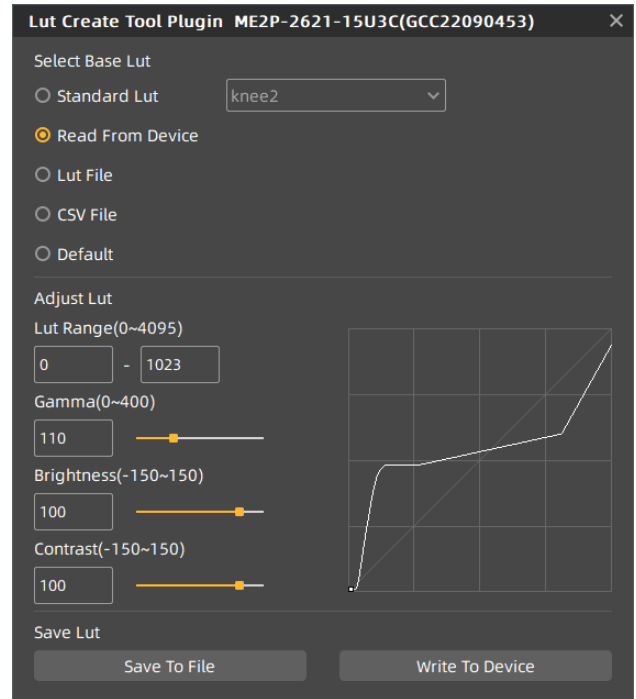 Lut Create Tool Plugin  ME2P-2621-15U3C(GCC22090453)
Select Base Lut
Standard Lut knee2
Read From Device
Lut File
CSV File
Default
Adjust Lut
Lut Range(0~4095)
0 - 1023
Gamma(0~400)
110
Brightness(-150~150)
100
Contrast(-150~150)
100
Save Lut
Save To File Write To Device